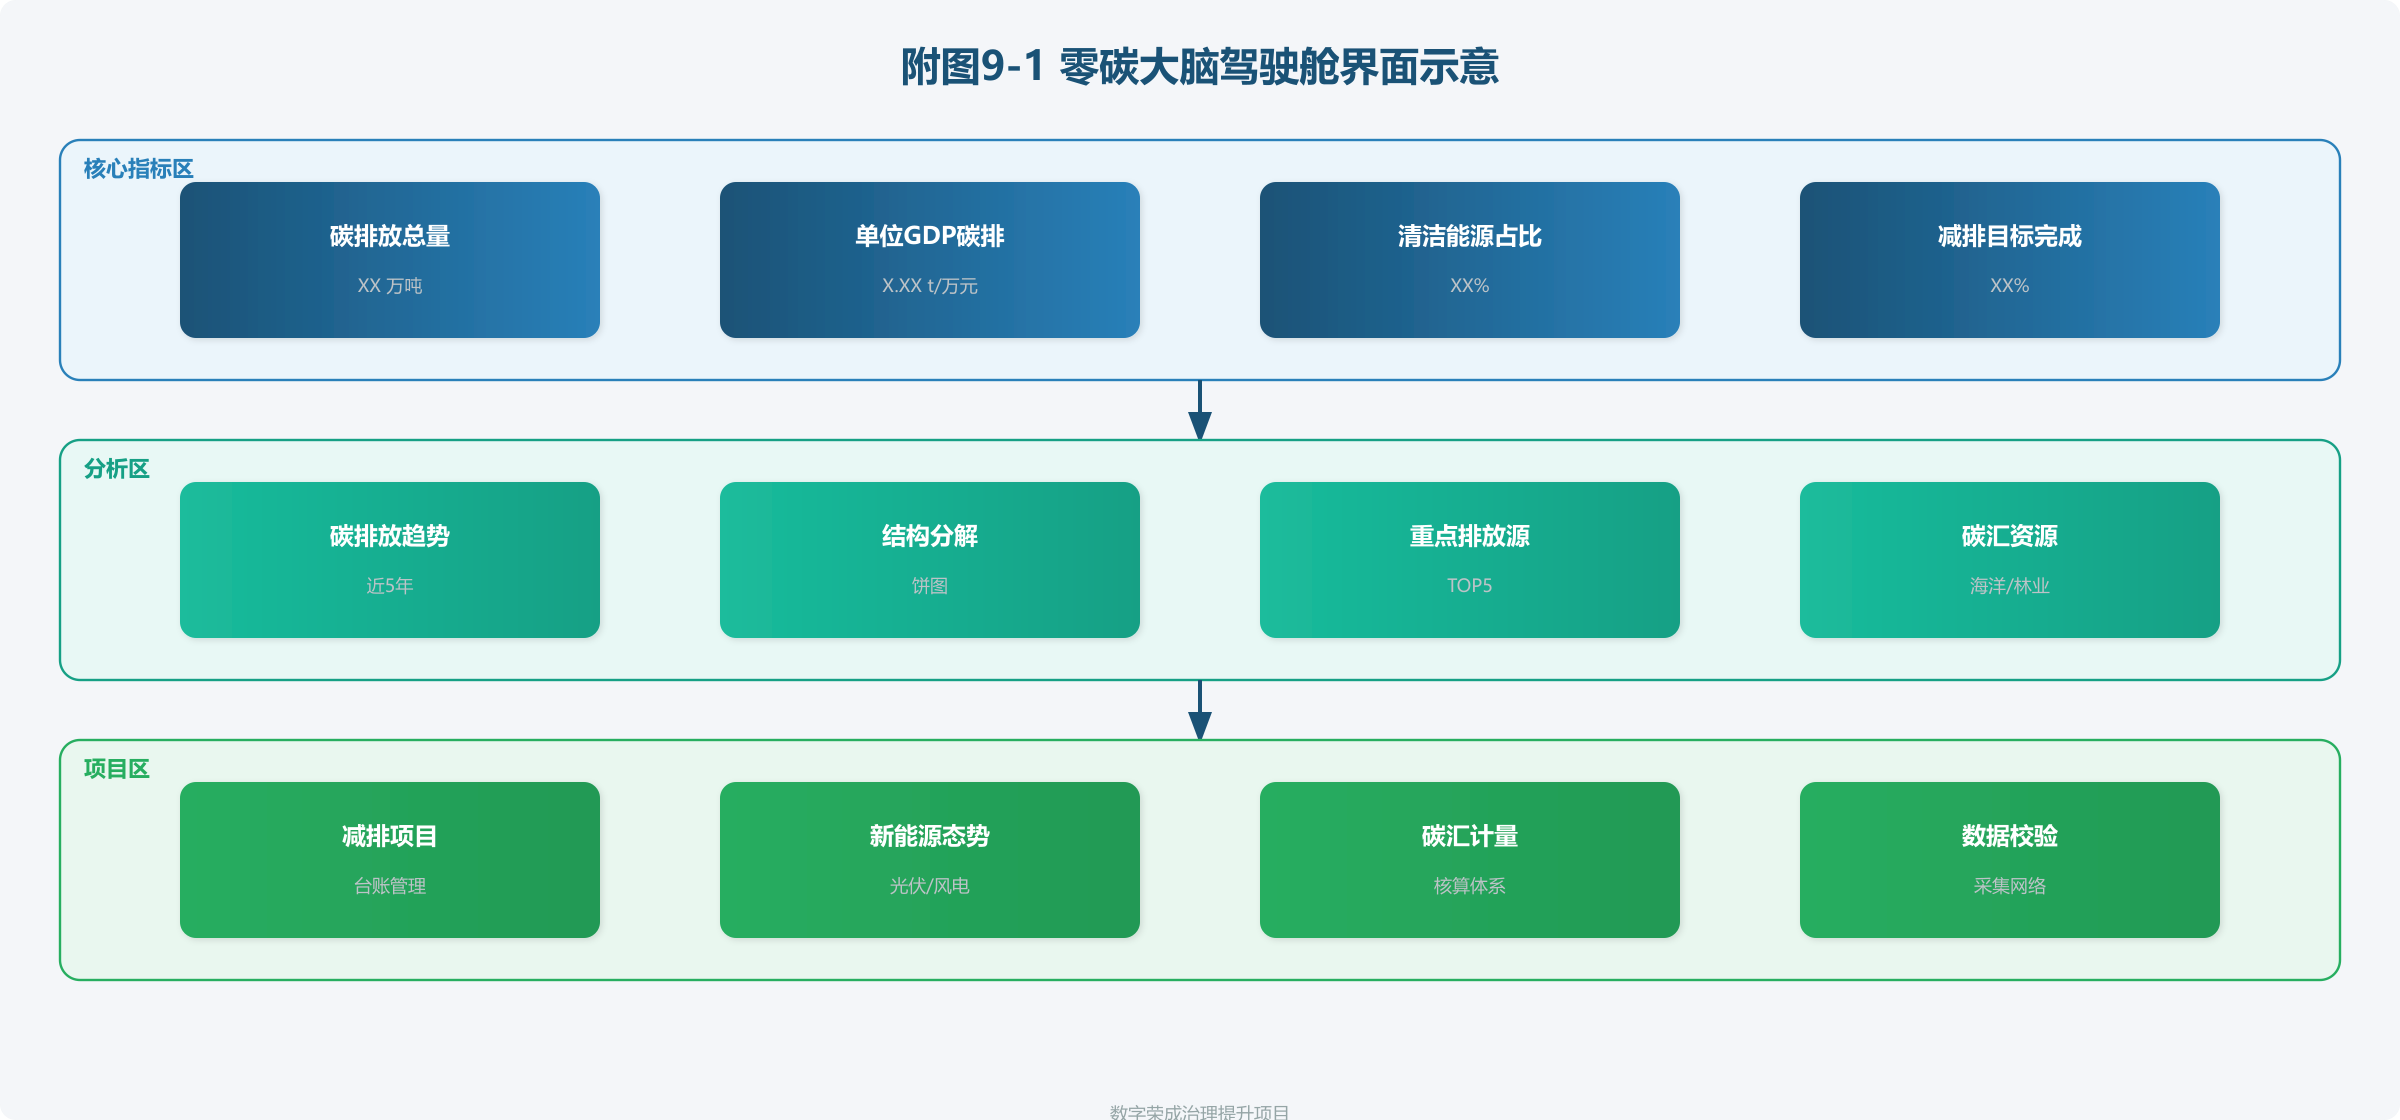 附图9-1 零碳大脑驾驶舱界面示意
核心指标区
碳排放总量
XX 万吨
单位GDP碳排
X.XX t/万元
清洁能源占比
XX%
减排目标完成
XX%
分析区
碳排放趋势
近5年
结构分解
饼图
重点排放源
TOP5
碳汇资源
海洋/林业
项目区
减排项目
台账管理
新能源态势
光伏/风电
碳汇计量
核算体系
数据校验
采集网络
数字荣成治理提升项目